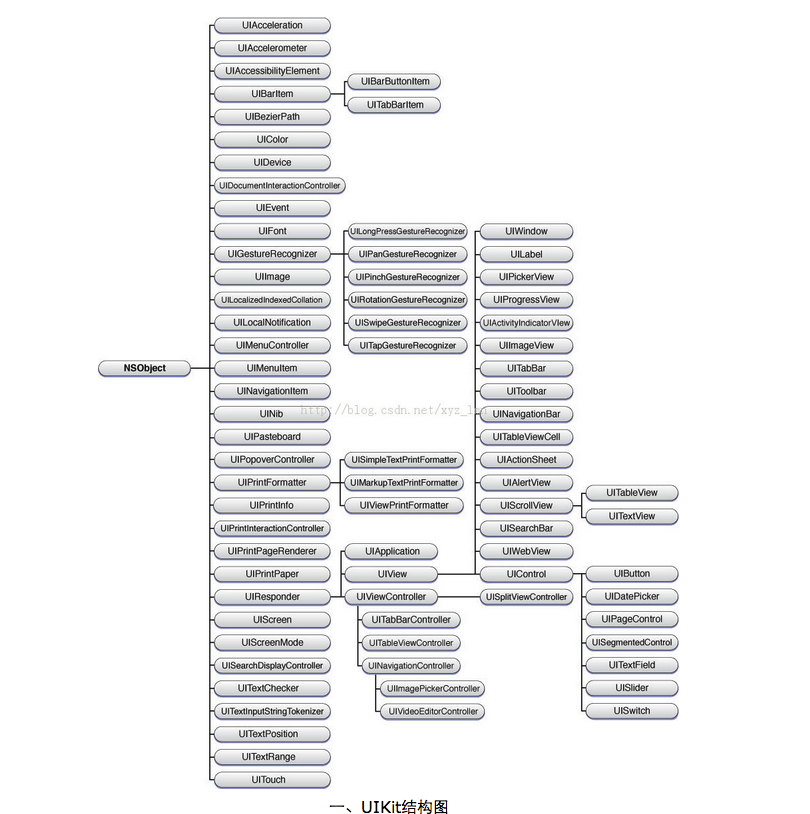 UIAcceleration
UIAccelerometer
UIAccessibilityElement
UIBarItem
UIBarButtonItem
UITabBarItem
UIBezierPath
UIColor
UIDevice
UIDocumentInteractionController
UIEvent
UIFont
UIGestureRecognizer
UILongPressGestureRecognizer
UIPanGestureRecognizer
UIPinchGestureRecognizer
UIRotationGestureRecognizer
UISwipeGestureRecognizer
UITapGestureRecognizer
UIImage
UILocalizedIndexedCollation
UILocalNotification
UIMenuController
NSObject
UIMenuItem
UINavigationItem
UINib
UIPasteboard
UIPopoverController
UIPrintFormatter
UISimpleTextPrintFormatter
UIMarkupTextPrintFormatter
UIViewPrintFormatter
UIPrintInfo
UIPrintInteractionController
UIPrintPageRenderer
UIPrintPaper
UIResponder
UIApplication
UIView
UIViewController
UITabBarController
UITableViewController
UINavigationController
UIImagePickerController
UIVideoEditorController
UISplitViewController
UIWindow
UILabel
UIPickerView
UIProgressView
UIActivityIndicatorView
UIImageView
UITabBar
UIToolbar
UINavigationBar
UITableViewCell
UIActionSheet
UIAlertView
UIScrollView
UITableView
UITextView
UISearchBar
UIWebView
UIControl
UIButton
UIDatePicker
UIPageControl
UISegmentedControl
UITextField
UISlider
UISwitch
UIScreen
UIScreenMode
UISearchDisplayController
UITextChecker
UITextInputStringTokenizer
UITextPosition
UITextRange
UITouch
一、UIKit结构图